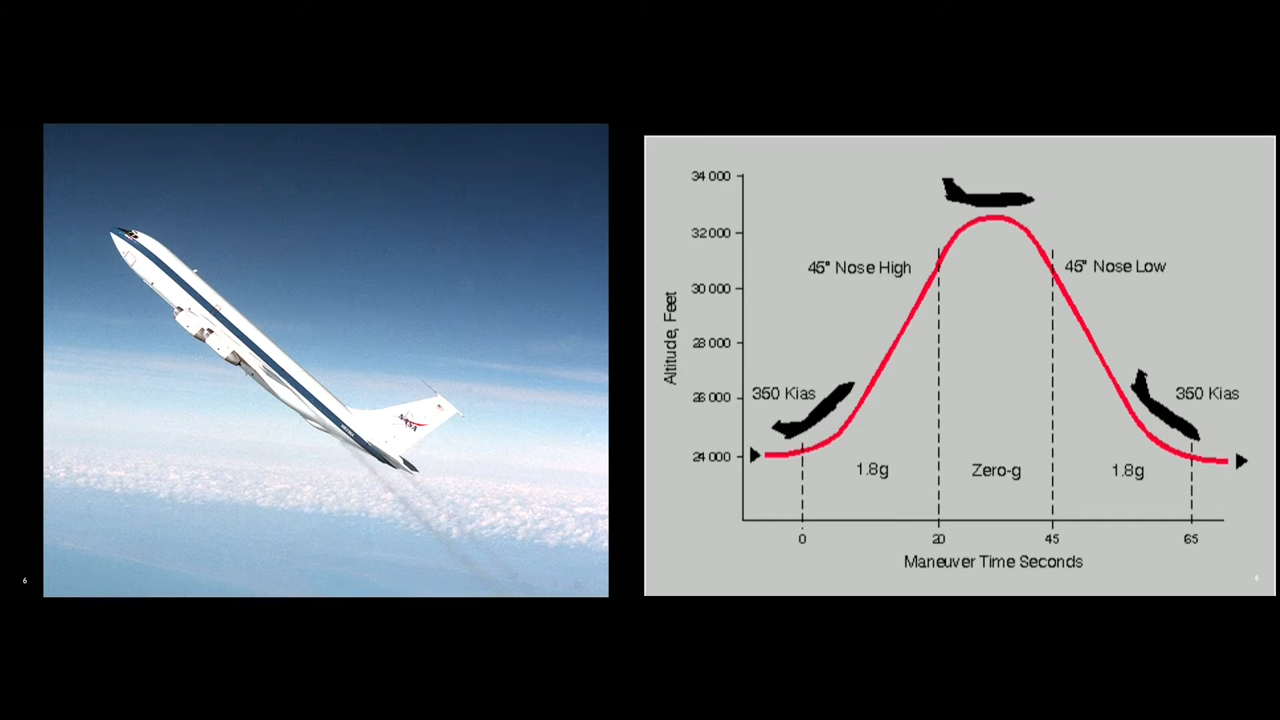 NASA
6
34 000
32 000
30 000
28 000
26 000
24 000
Altitude, Feet
45° Nose High
45° Nose Low
350 Kias
350 Kias
1.8g
Zero-g
1.8g
0
20
45
65
Maneuver Time Seconds
6